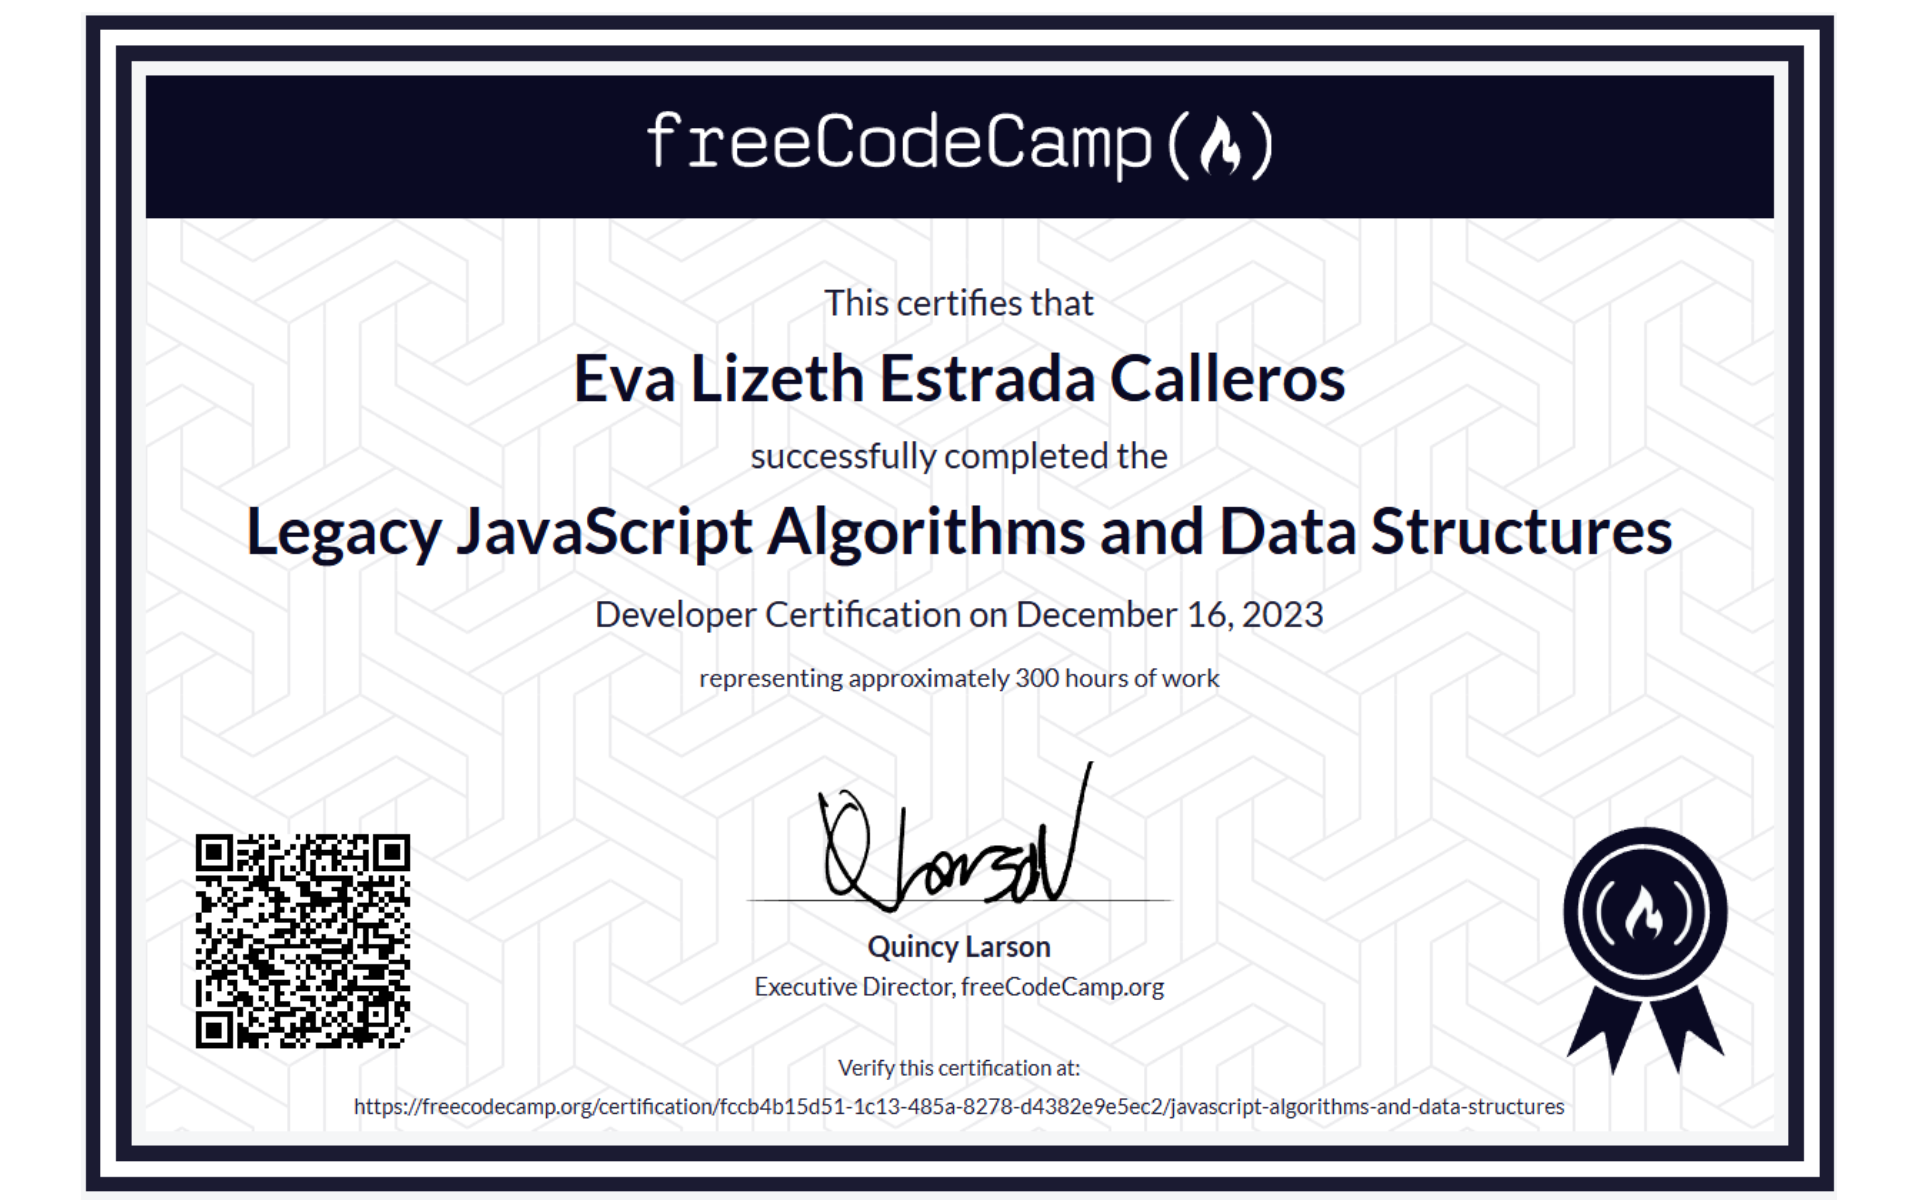 freeCodeCamp
This certifies that
Eva Lizeth Estrada Calleros
successfully completed the
Legacy JavaScript Algorithms and Data Structures
Developer Certification on December 16, 2023
representing approximately 300 hours of work
Q Larson
Quincy Larson
Executive Director, freeCodeCamp.org
Verify this certification at:
https://freecodecamp.org/certification/fccb4b15d51-1c13-485a-8278-d4382e9e5ec2/javascript-algorithms-and-data-structures